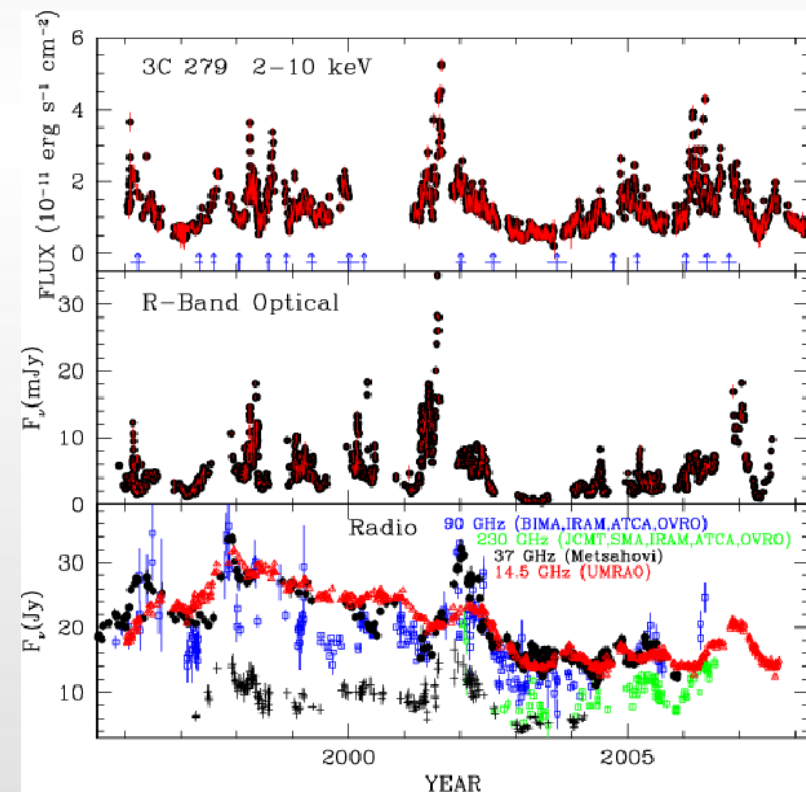 3C 279 2-10 keV
FLUX (10⁻¹¹ erg s⁻¹ cm⁻²)
6
4
2
0
R-Band Optical
Fν(mJy)
30
20
10
0
Radio
90 GHz (BIMA,IRAM,ATCA,OVRO)
230 GHz (JCMT,SMA,IRAM,ATCA,OVRO)
37 GHz (Metsahovi)
14.5 GHz (UMRAO)
Fν(Jy)
30
20
10
2000
2005
YEAR